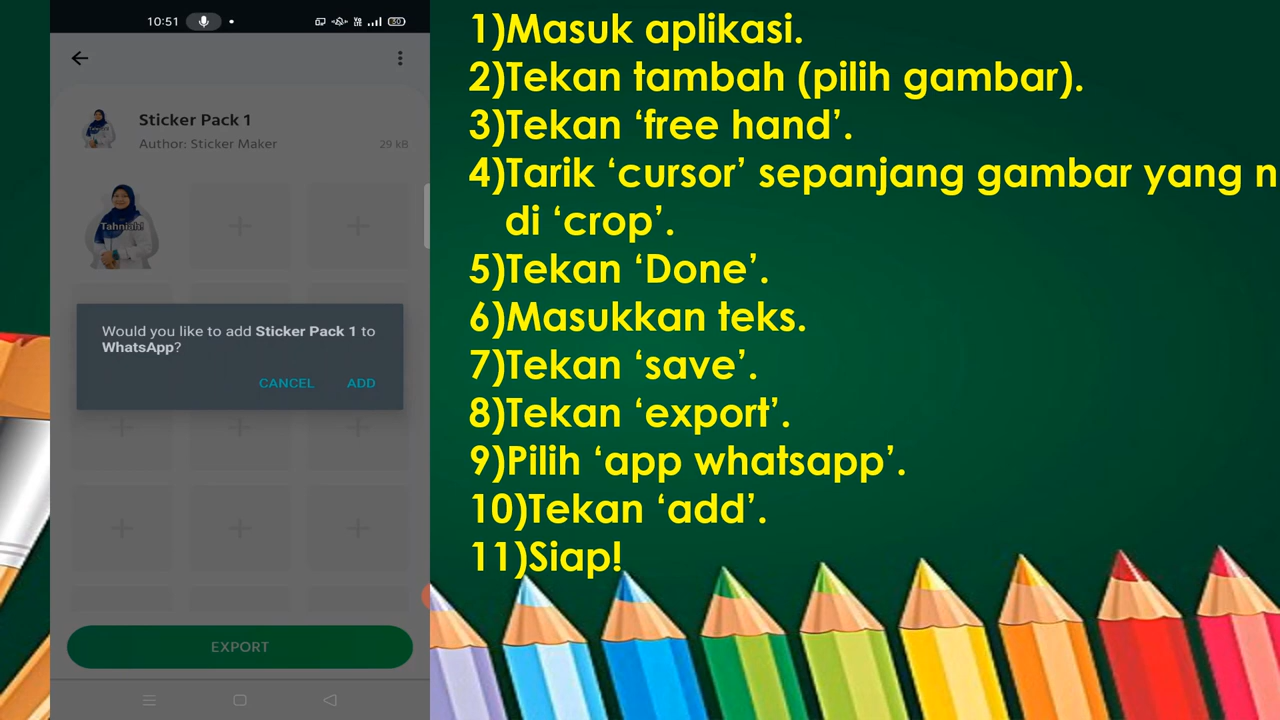 10:51
Sticker Pack 1
Author: Sticker Maker
29 kB
Tahniah!
Would you like to add Sticker Pack 1 to
WhatsApp?
CANCEL ADD
EXPORT
1)Masuk aplikasi.
2)Tekan tambah (pilih gambar).
3)Tekan ‘free hand’.
4)Tarik ‘cursor’ sepanjang gambar yang
di ‘crop’.
5)Tekan ‘Done’.
6)Masukkan teks.
7)Tekan ‘save’.
8)Tekan ‘export’.
9)Pilih ‘app whatsapp’.
10)Tekan ‘add’.
11)Siap!